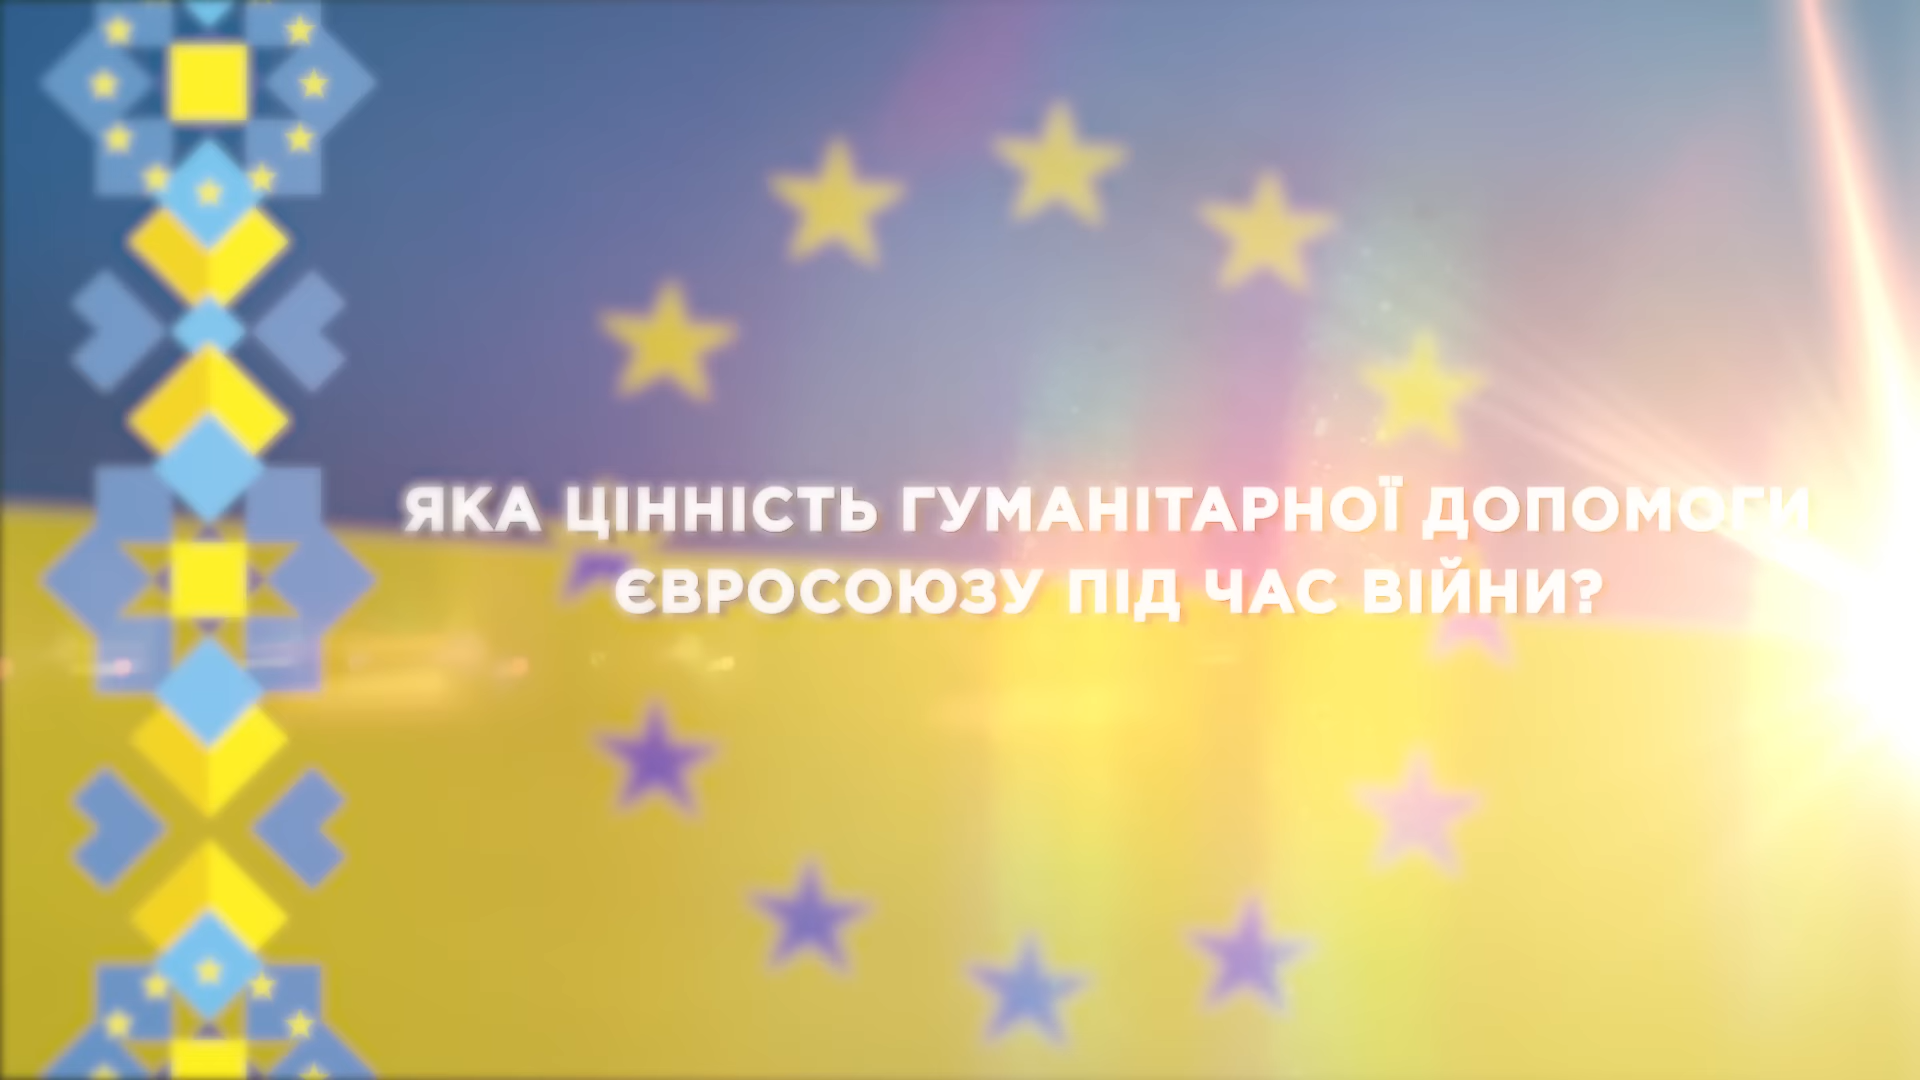 ЯКА ЦІННІСТЬ ГУМАНІТАРНОЇ ДОПОМОГИ
ЄВРОСОЮЗУ ПІД ЧАС ВІЙНИ?